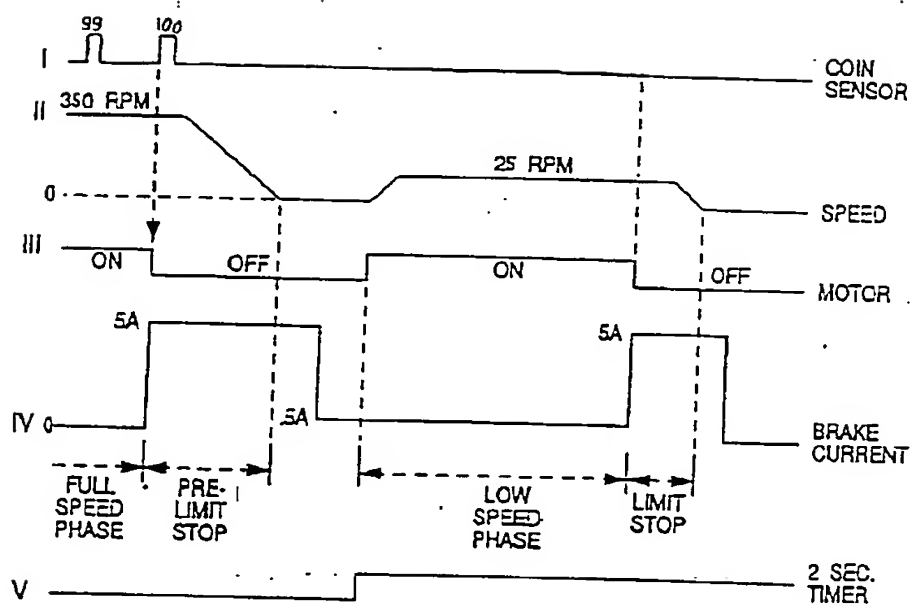 99 100
I
COIN
SENSOR
II 350 RPM
25 RPM
0
SPEED
III
ON OFF ON OFF
MOTOR
5A 5A
.5A
IV 0
BRAKE
CURRENT
FULL
SPEED
PHASE
PRE-
LIMIT
STOP
LOW
SPEED
PHASE
LIMIT
STOP
V
2 SEC.
TIMER